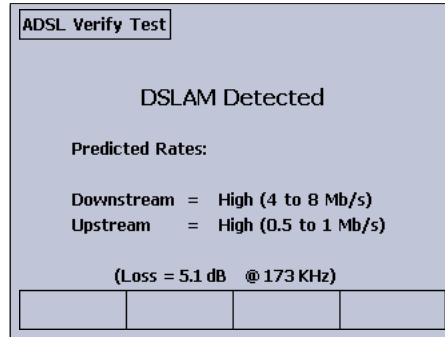 ADSL Verify Test
DSLAM Detected
Predicted Rates:
Downstream = High (4 to 8 Mb/s)
Upstream = High (0.5 to 1 Mb/s)
(Loss = 5.1 dB @ 173 KHz)